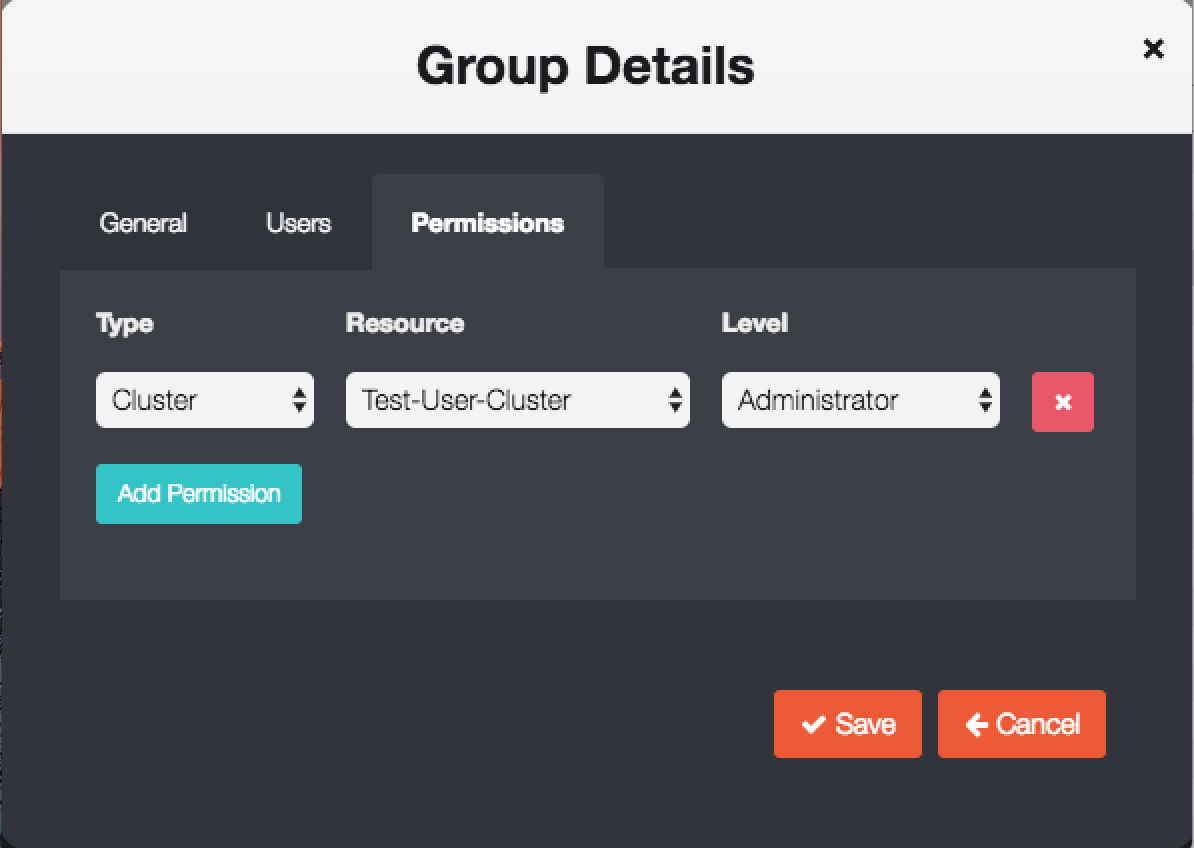 Group Details
General Users Permissions
Type Resource Level
Cluster Test-User-Cluster Administrator
Add Permission
Save Cancel